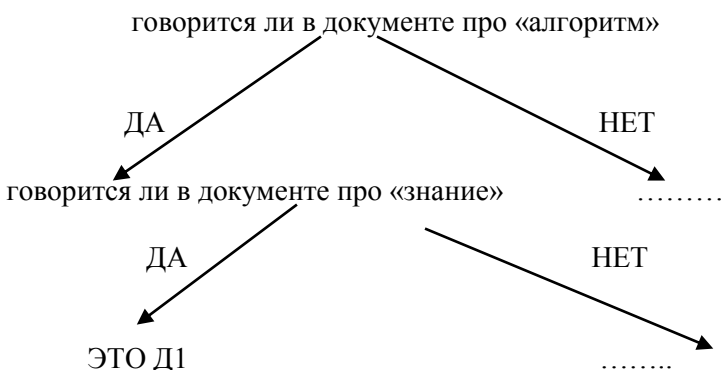 говорится ли в документе про «алгоритм»
ДА НЕТ
говорится ли в документе про «знание» ………
ДА НЕТ
ЭТО Д1 ……..